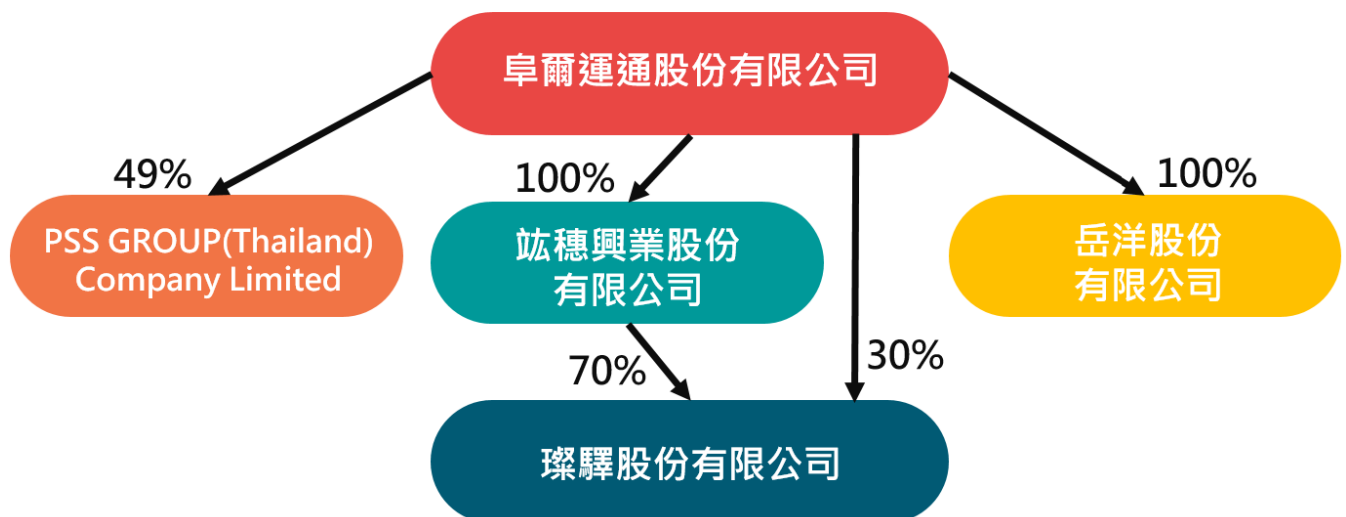 阜爾運通股份有限公司
49%
100%
100%
PSS GROUP(Thailand)
Company Limited
竑穗興業股份
有限公司
岳洋股份
有限公司
70%
30%
璨驛股份有限公司